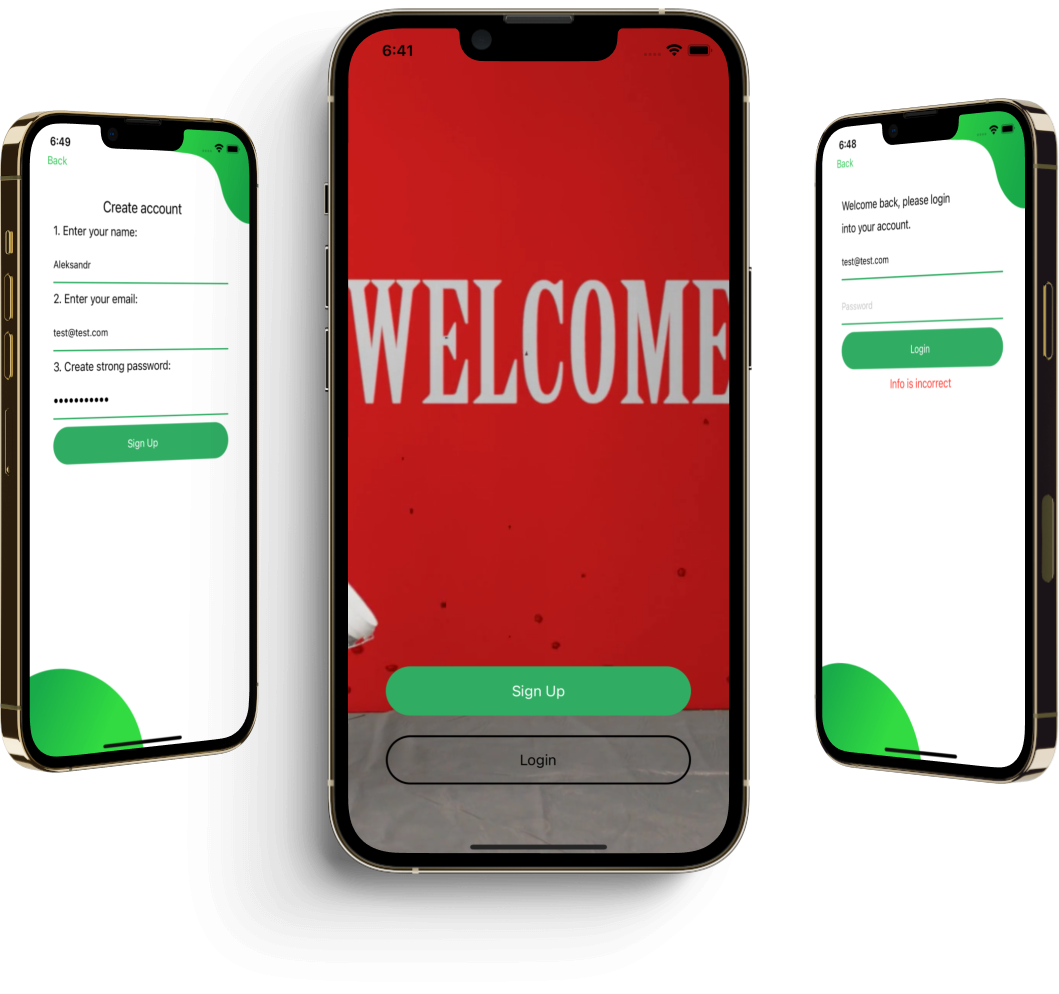 6:49
Back
Create account
1. Enter your name:
Aleksandr
2. Enter your email:
test@test.com
3. Create strong password:
•••••••••••
Sign Up
6:41
WELCOME
Sign Up
Login
6:48
Back
Welcome back, please login
into your account.
test@test.com
Password
Login
Info is incorrect